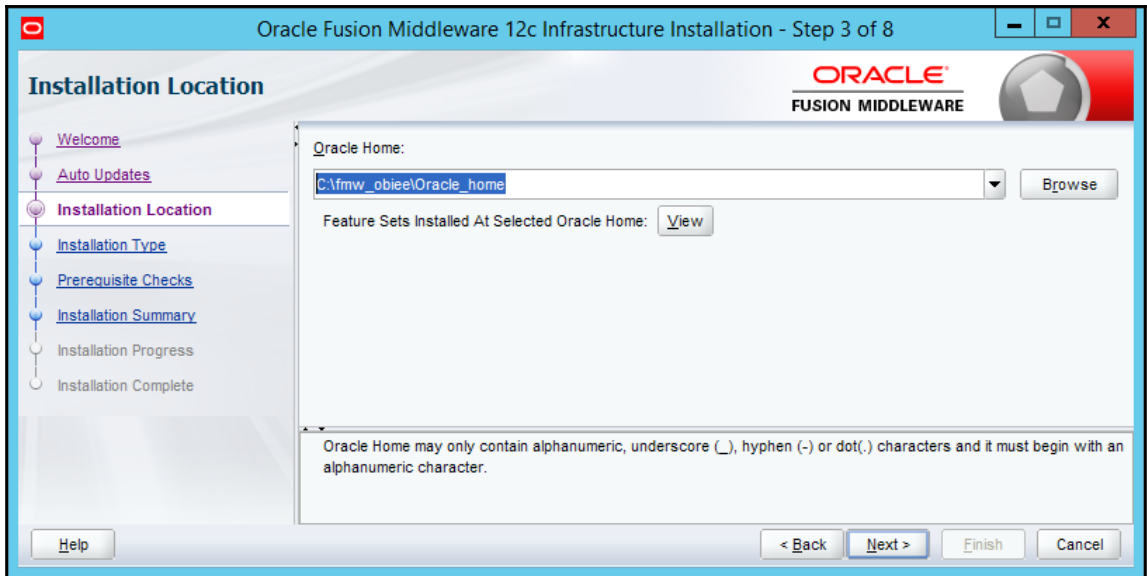 Oracle Fusion Middleware 12c Infrastructure Installation - Step 3 of 8
Installation Location
ORACLE
FUSION MIDDLEWARE
Welcome
Auto Updates
Installation Location
Installation Type
Prerequisite Checks
Installation Summary
Installation Progress
Installation Complete
Oracle Home:
C:\fmw_obiee\Oracle_home
Browse
Feature Sets Installed At Selected Oracle Home: View
Oracle Home may only contain alphanumeric, underscore (_), hyphen (-) or dot(.) characters and it must begin with an
alphanumeric character.
Help
< Back Next > Finish Cancel